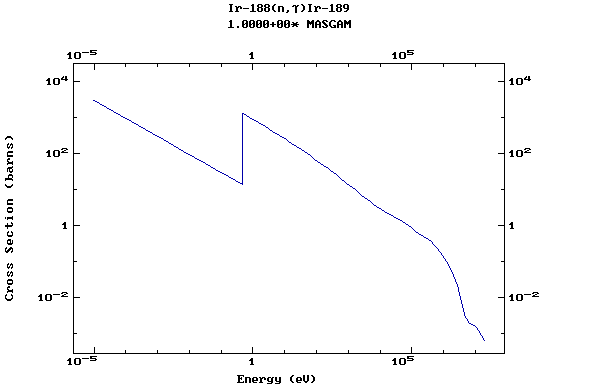 Ir-188(n,γ)Ir-189
1.0000+00* MASGAM
10-5 1 10^5
10^4 10^4
10^2 10^2
1 1
10-2 10-2
10-5 1 10^5
Cross Section (barns)
Energy (eV)